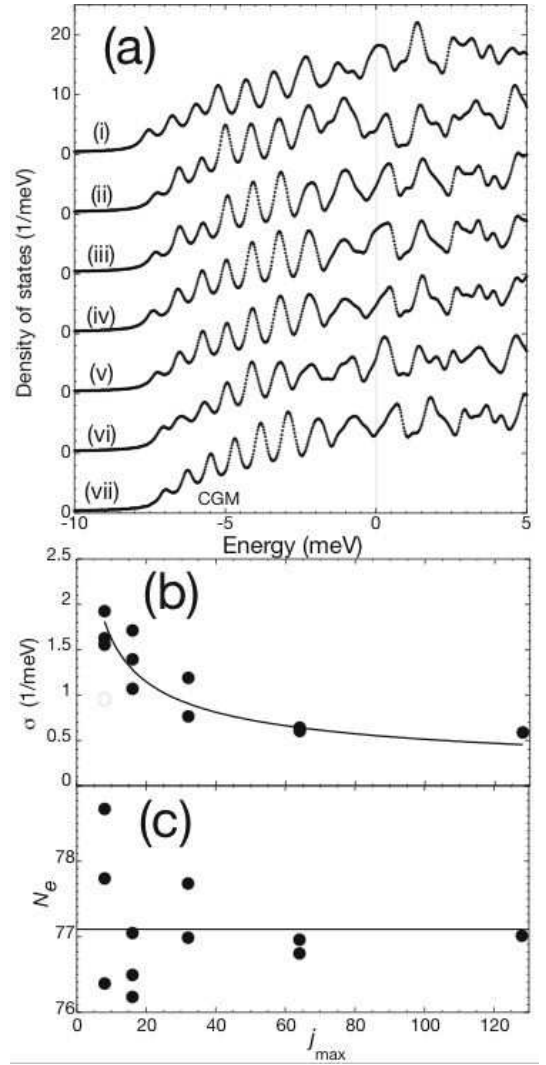 (a)
20
10
0
(i)
0
(ii)
0
(iii)
0
(iv)
0
(v)
0
(vi)
0
(vii)
CGM
-10
-5
0
5
Density of states (1/meV)
Energy (meV)
(b)
2.5
2
1.5
1
0.5
0
σ (1/meV)
(c)
78
77
76
N_e
0
20
40
60
80
100
120
j_max